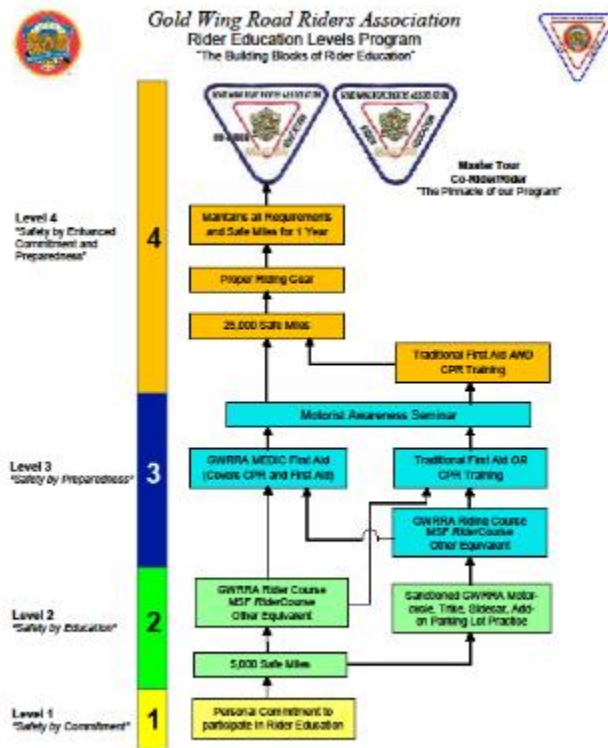 Gold Wing Road Riders Association
Rider Education Levels Program
"The Building Blocks of Rider Education"
Master Tour
Co-Rider/Rider
"The Pinnacle of our Program"
Level 4
"Safety by Enhanced
Commitment and
Preparedness"
4
Maintains all Requirements
and Safe Miles for 1 Year
Proper Riding Gear
25,000 Safe Miles
Traditional First Aid AND
CPR Training
Motorist Awareness Seminar
Level 3
"Safety by Preparedness"
3
GWRRA MEDIC First Aid
(Covers CPR and First Aid)
Traditional First Aid OR
CPR Training
GWRRA Riding Course
MSF RiderCourse
Other Equivalent
Level 2
"Safety by Education"
2
GWRRA Rider Course
MSF RiderCourse
Other Equivalent
Sanctioned GWRRA Motor-
cycle, Trike, Sidecar, Add-
on Parking Lot Practice
5,000 Safe Miles
Level 1
"Safety by Commitment"
1
Personal Commitment to
participate in Rider Education